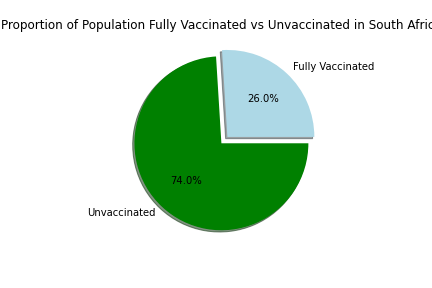 Proportion of Population Fully Vaccinated vs Unvaccinated in South Afric
Fully Vaccinated
26.0%
74.0%
Unvaccinated